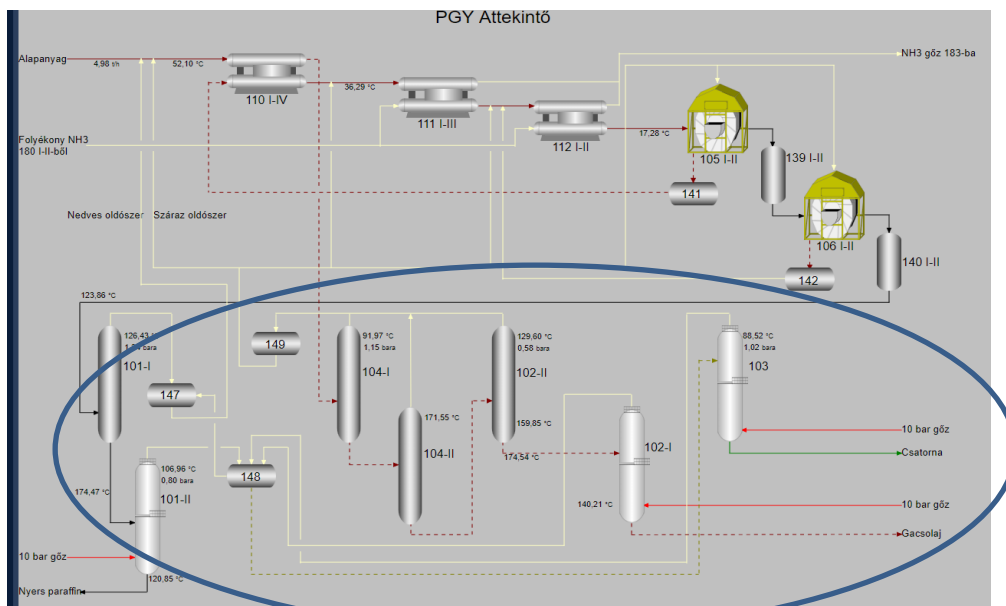 PGY Attekintő
Alapanyag
4,98 s/h
52,10 °C
NH3 gőz 183-ba
110 I-IV
36,29 °C
111 I-III
112 I-II
17,28 °C
105 I-II
139 I-II
Folyékony NH3
180 I-II-ből
141
Nedves oldószer
Száraz oldószer
106 I-II
142
140 I-II
123,86 °C
126,43 °C
bara
101-I
147
149
91,97 °C
1,15 bara
104-I
129,60 °C
0,58 bara
102-II
88,52 °C
1,02 bara
103
171,55 °C
104-II
159,85 °C
174,54 °C
102-I
10 bar gőz
Csatorna
106,96 °C
0,80 bara
101-II
148
174,47 °C
140,21 °C
10 bar gőz
Gacsolaj
10 bar gőz
120,85 °C
Nyers paraffin